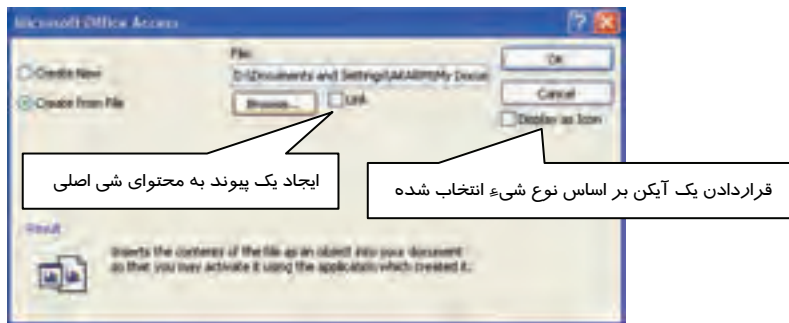 Microsoft Office Access
Create New
Create from File
File:
D:\Documents and Settings\AKARIM\My Docum
Browse...
Link
OK
Cancel
Display as Icon
ایجاد یک پیوند به محتوای شی اصلی
قراردادن یک آیکن بر اساس نوع شیءِ انتخاب شده
Result
Inserts the contents of the file as an object into your document
so that you may activate it using the application which created it.